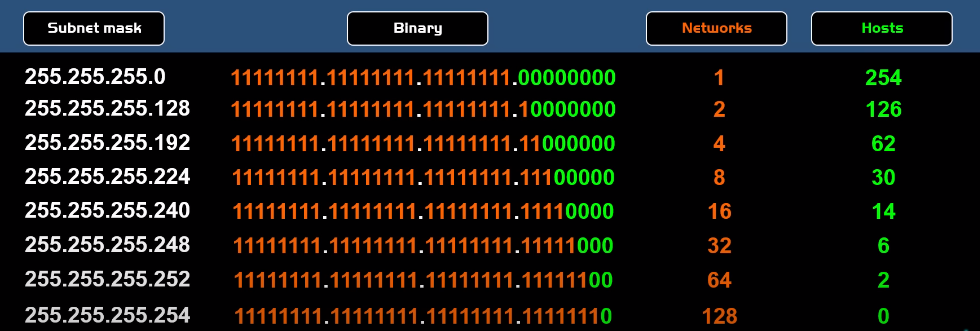 Subnet mask Binary Networks Hosts
255.255.255.0 11111111.11111111.11111111.00000000 1 254
255.255.255.128 11111111.11111111.11111111.10000000 2 126
255.255.255.192 11111111.11111111.11111111.11000000 4 62
255.255.255.224 11111111.11111111.11111111.11100000 8 30
255.255.255.240 11111111.11111111.11111111.11110000 16 14
255.255.255.248 11111111.11111111.11111111.11111000 32 6
255.255.255.252 11111111.11111111.11111111.11111100 64 2
255.255.255.254 11111111.11111111.11111111.11111110 128 0